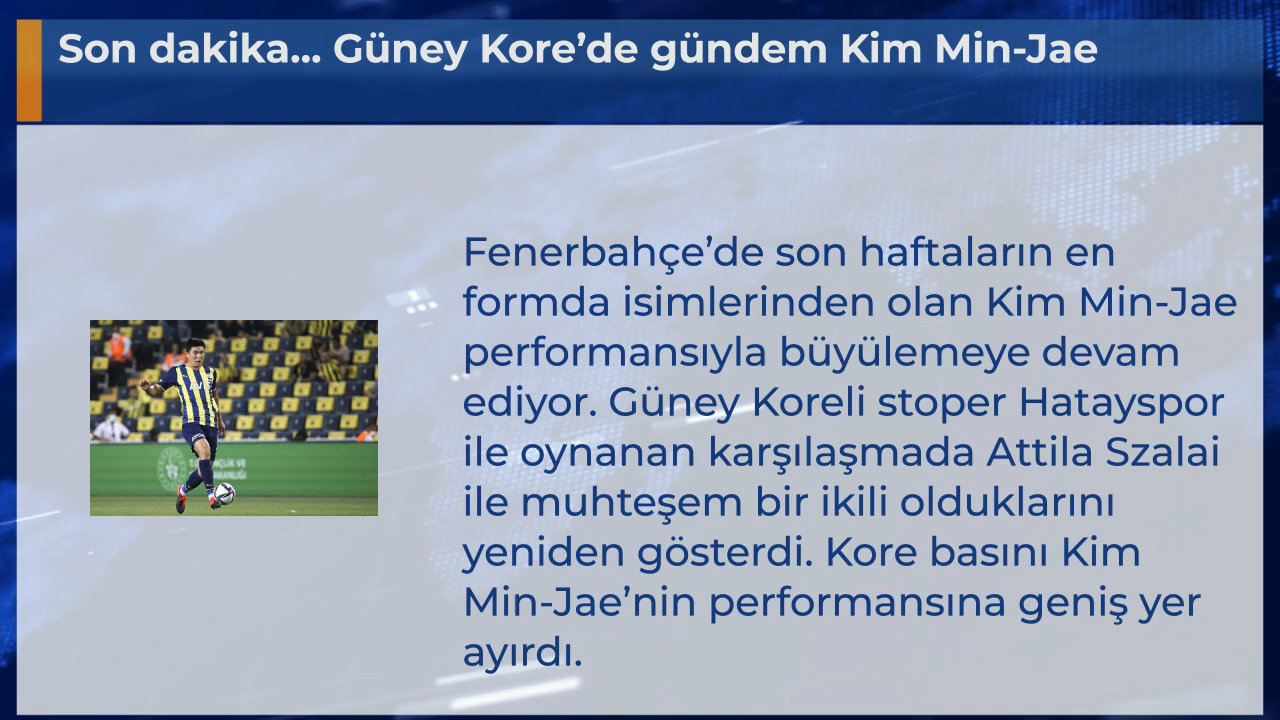 Son dakika... Güney Kore’de gündem Kim Min-Jae
Fenerbahçe’de son haftaların en
formda isimlerinden olan Kim Min-Jae
performansıyla büyülemeye devam
ediyor. Güney Koreli stoper Hatayspor
ile oynanan karşılaşmada Attila Szalai
ile muhteşem bir ikili olduklarını
yeniden gösterdi. Kore basını Kim
Min-Jae’nin performansına geniş yer
ayırdı.